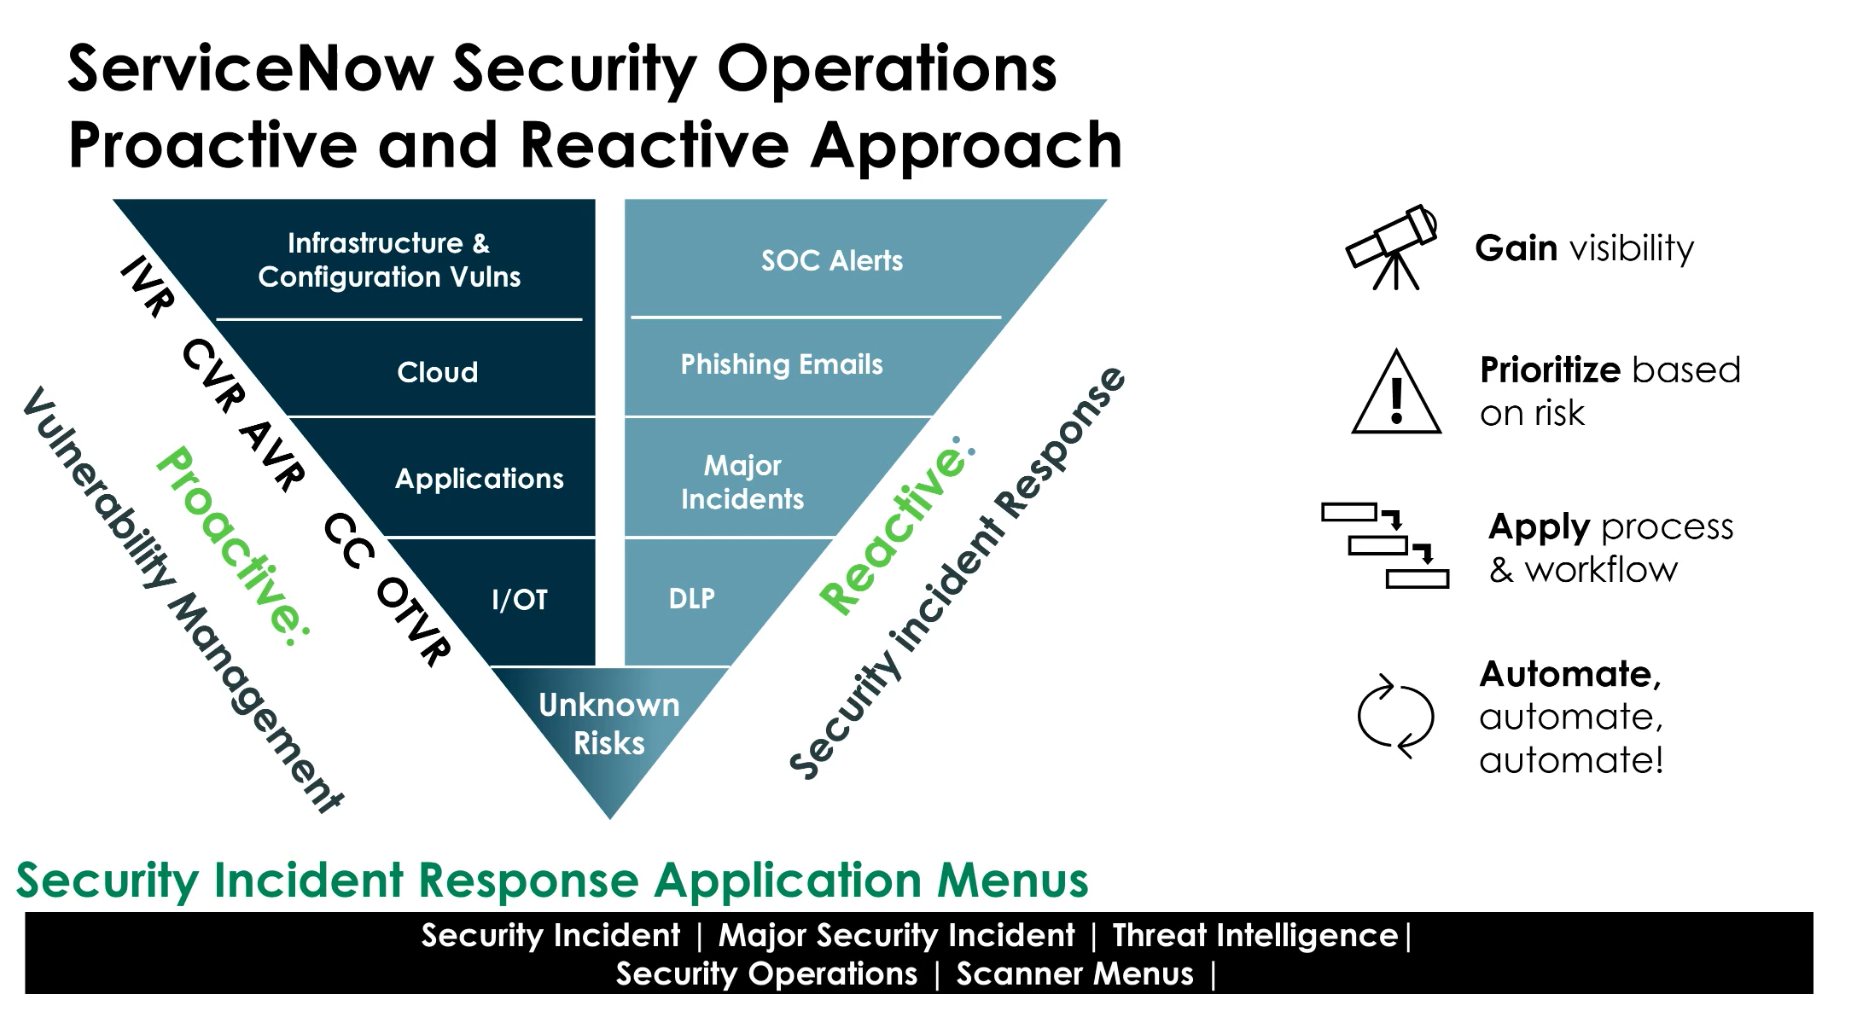 ServiceNow Security Operations
Proactive and Reactive Approach
Infrastructure &
Configuration Vulns
Cloud
Applications
I/OT
SOC Alerts
Phishing Emails
Major
Incidents
DLP
Unknown
Risks
IVR CVR AVR CC OTVR
Proactive:
Vulnerability Management
Reactive:
Security incident Response
Gain visibility
!
Prioritize based
on risk
Apply process
& workflow
Automate,
automate,
automate!
Security Incident Response Application Menus
Security Incident | Major Security Incident | Threat Intelligence|
Security Operations | Scanner Menus |